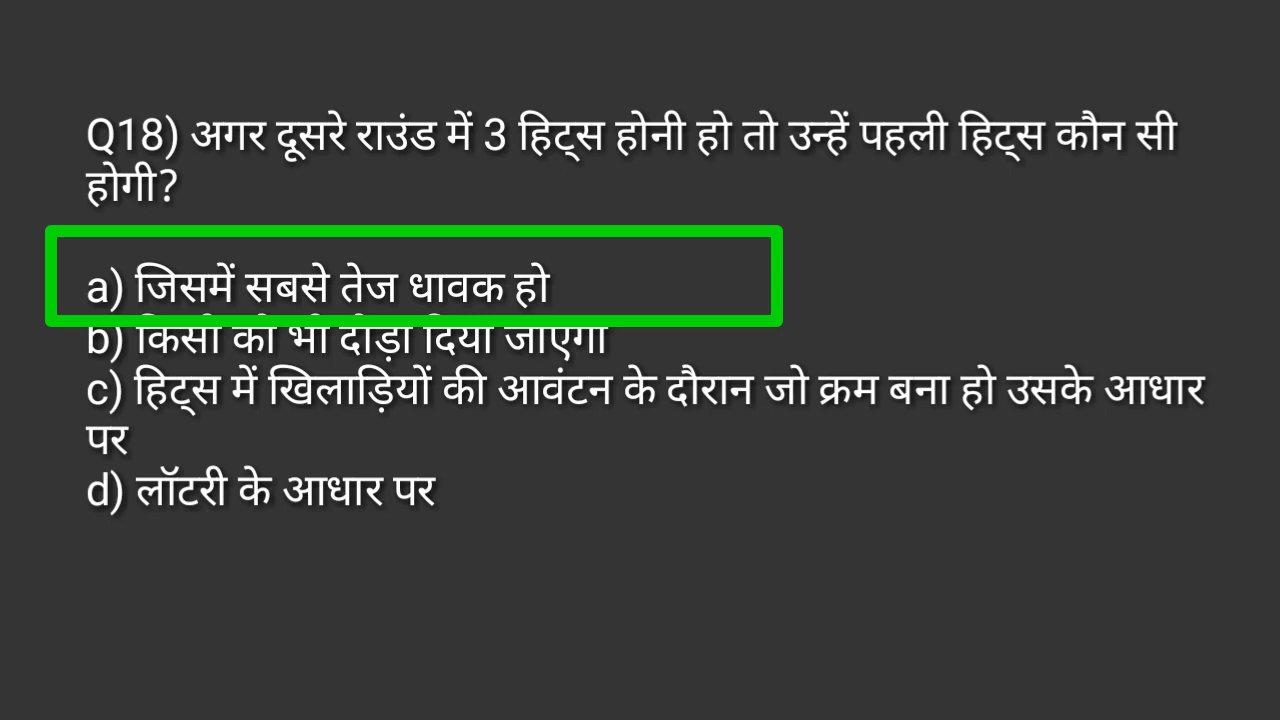 Q18) अगर दूसरे राउंड में 3 हिट्स होनी हो तो उन्हें पहली हिट्स कौन सी
होगी?
a) जिसमें सबसे तेज धावक हो
b) किसी को भी दौड़ा दिया जाएगा
c) हिट्स में खिलाड़ियों की आवंटन के दौरान जो क्रम बना हो उसके आधार
पर
d) लॉटरी के आधार पर